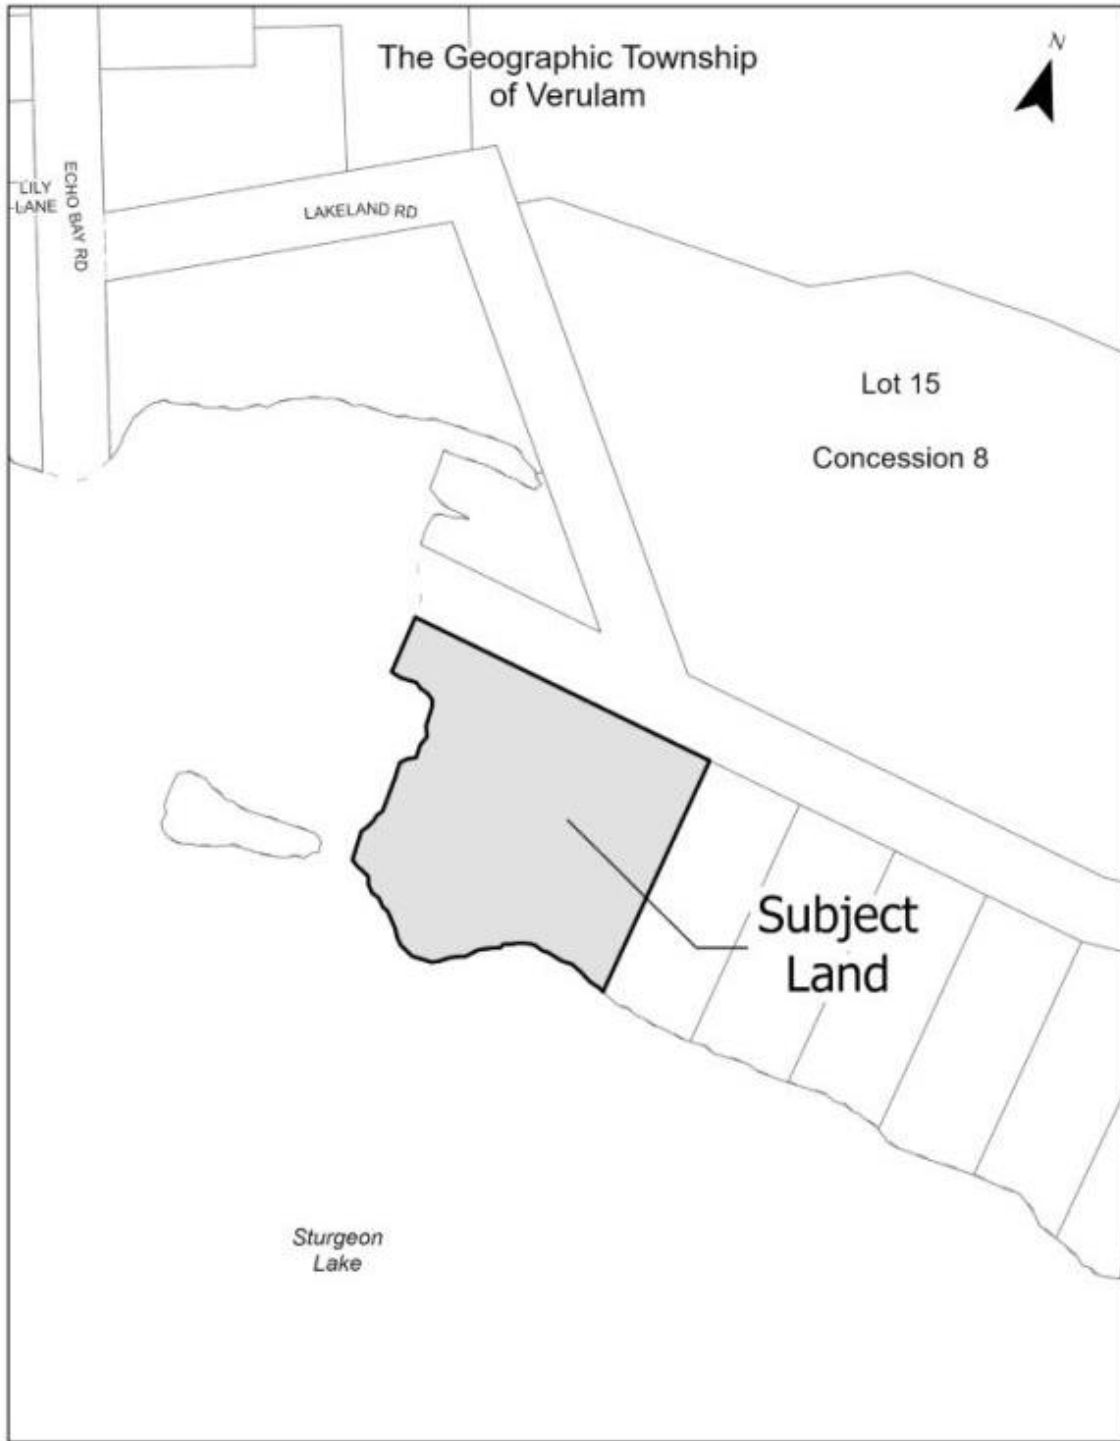 The Geographic Township
of Verulam
N
LILY
LANE
ECHO BAY RD
LAKELAND RD
Lot 15
Concession 8
Subject
Land
Sturgeon
Lake